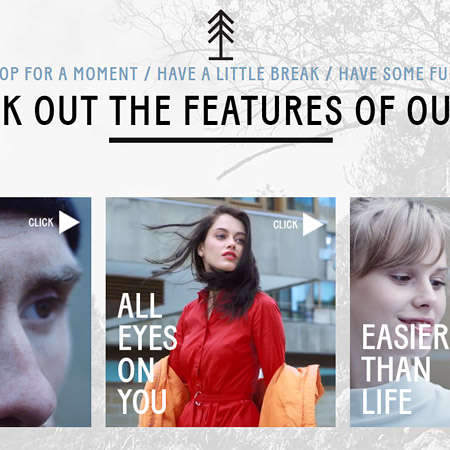 OP FOR A MOMENT / HAVE A LITTLE BREAK / HAVE SOME FU
K OUT THE FEATURES OF OU
CLICK
CLICK
ALL
EYES
ON
YOU
EASIER
THAN
LIFE